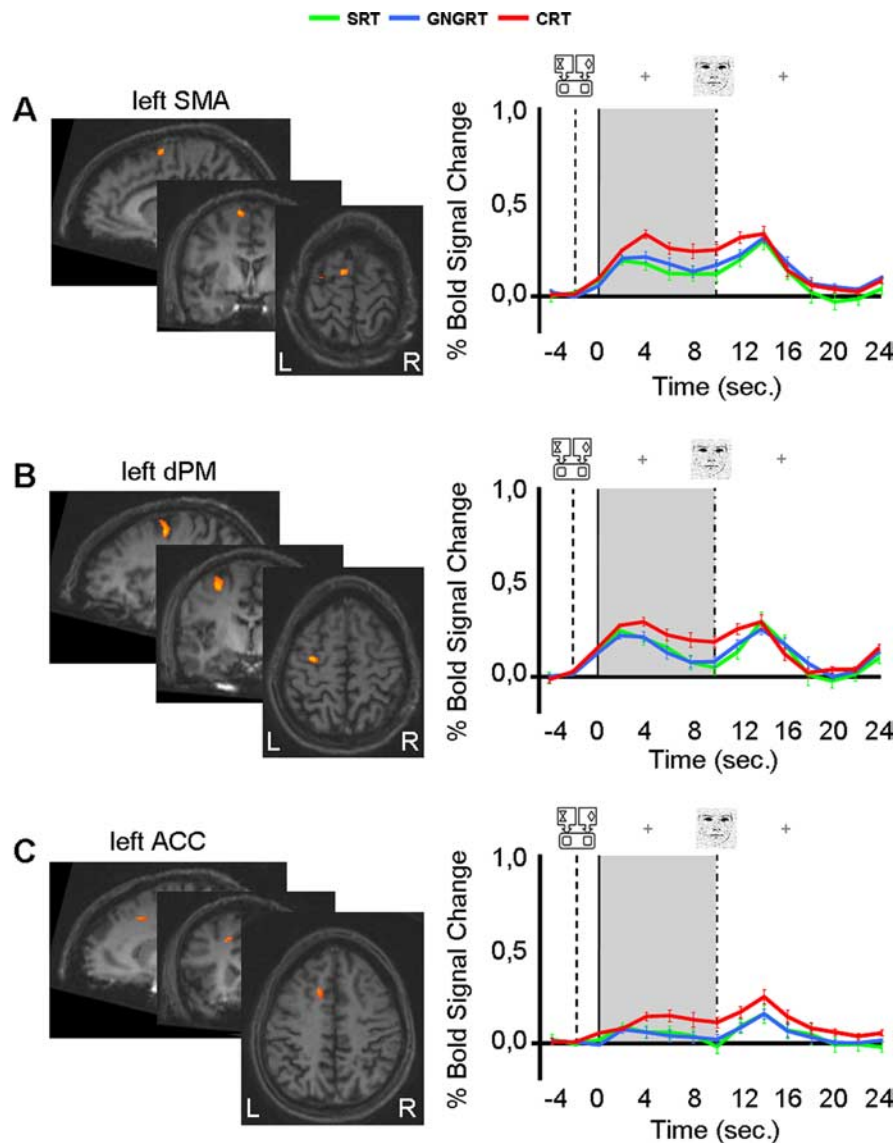 SRT GNGRT CRT
A
left SMA
L R
% Bold Signal Change
1,0
0,5
0,0
-4 0 4 8 12 16 20 24
Time (sec.)
B
left dPM
L R
% Bold Signal Change
1,0
0,5
0,0
-4 0 4 8 12 16 20 24
Time (sec.)
C
left ACC
L R
% Bold Signal Change
1,0
0,5
0,0
-4 0 4 8 12 16 20 24
Time (sec.)